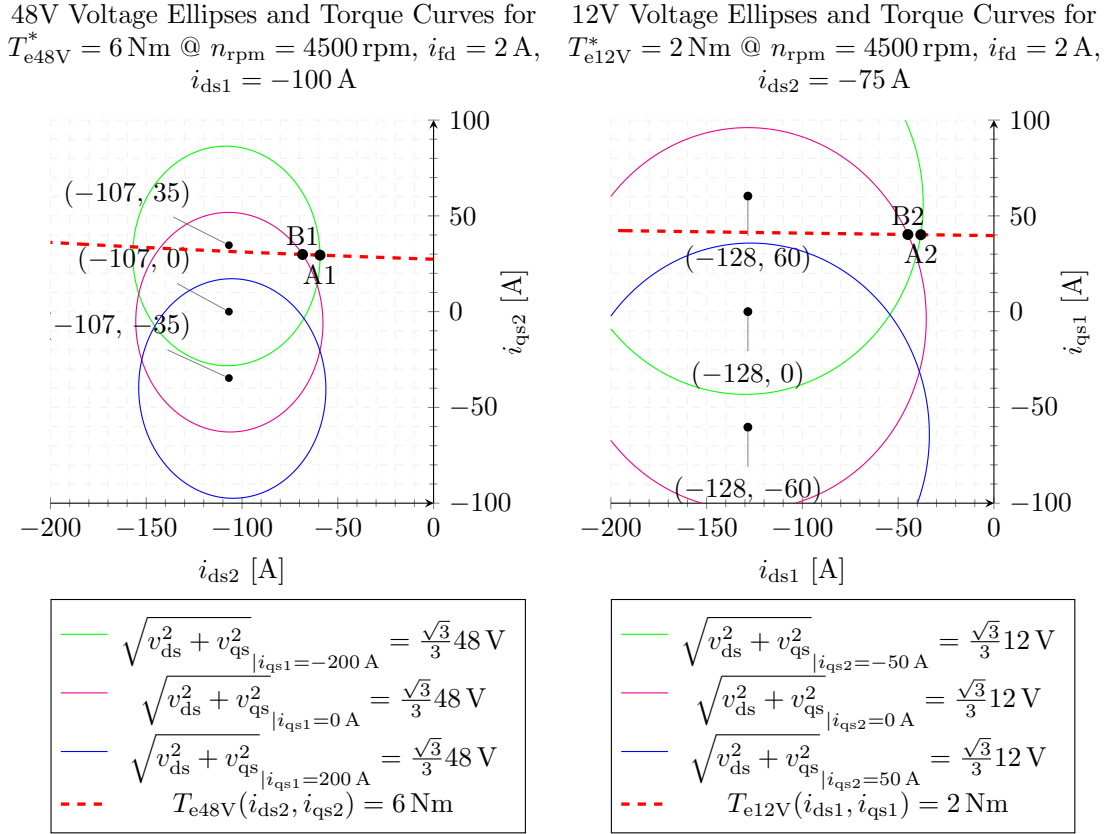 48V Voltage Ellipses and Torque Curves for
T*e48V = 6 Nm @ nrpm = 4500 rpm, ifd = 2 A,
ids1 = −100 A
100
50
0
−50
−100
iqs2 [A]
(−107, 35)
(−107, 0)
−107, −35)
B1
A1
−200
−150
−100
−50
0
ids2 [A]
√(v²ds + v²qs)|iqs1=−200 A = √3/3 48 V
√(v²ds + v²qs)|iqs1=0 A = √3/3 48 V
√(v²ds + v²qs)|iqs1=200 A = √3/3 48 V
Te48V(ids2, iqs2) = 6 Nm
12V Voltage Ellipses and Torque Curves for
T*e12V = 2 Nm @ nrpm = 4500 rpm, ifd = 2 A,
ids2 = −75 A
100
50
0
−50
−100
iqs1 [A]
B2
A2
(−128, 60)
(−128, 0)
(−128, −60)
−200
−150
−100
−50
0
ids1 [A]
√(v²ds + v²qs)|iqs2=−50 A = √3/3 12 V
√(v²ds + v²qs)|iqs2=0 A = √3/3 12 V
√(v²ds + v²qs)|iqs2=50 A = √3/3 12 V
Te12V(ids1, iqs1) = 2 Nm